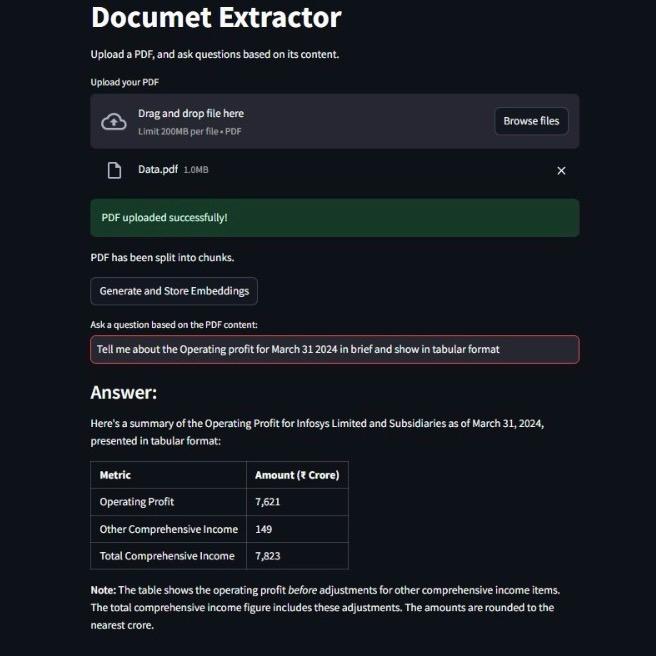 Documet Extractor
Upload a PDF, and ask questions based on its content.
Upload your PDF
Drag and drop file here
Limit 200MB per file • PDF
Browse files
Data.pdf 1.0MB
PDF uploaded successfully!
PDF has been split into chunks.
Generate and Store Embeddings
Ask a question based on the PDF content:
Tell me about the Operating profit for March 31 2024 in brief and show in tabular format
Answer:
Here's a summary of the Operating Profit for Infosys Limited and Subsidiaries as of March 31, 2024,
presented in tabular format:
Metric Amount (₹ Crore)
Operating Profit 7,621
Other Comprehensive Income 149
Total Comprehensive Income 7,823
Note: The table shows the operating profit before adjustments for other comprehensive income items.
The total comprehensive income figure includes these adjustments. The amounts are rounded to the
nearest crore.